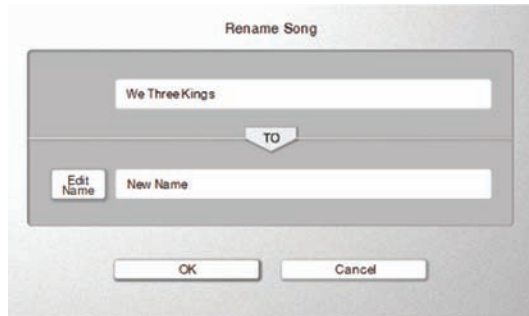 Rename Song
We Three Kings
TO
Edit
Name
New Name
OK
Cancel